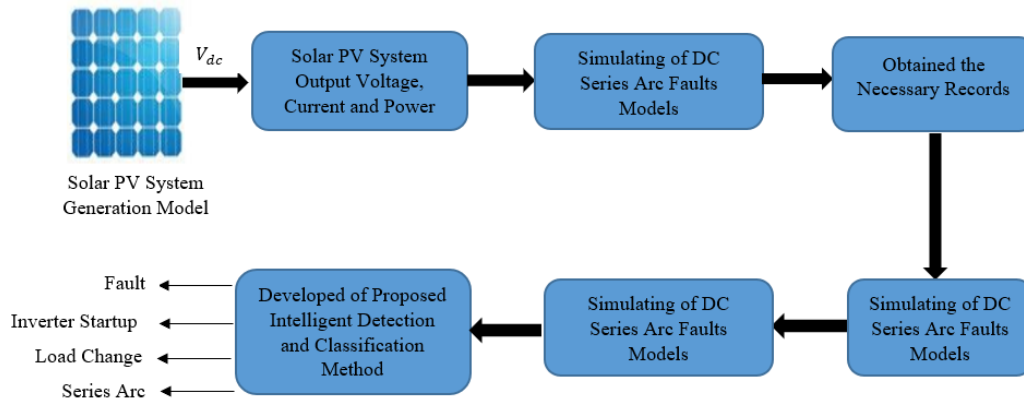 V_dc
Solar PV System
Output Voltage,
Current and Power
Simulating of DC
Series Arc Faults
Models
Obtained the
Necessary Records
Solar PV System
Generation Model
Fault
Inverter Startup
Load Change
Series Arc
Developed of Proposed
Intelligent Detection
and Classification
Method
Simulating of DC
Series Arc Faults
Models
Simulating of DC
Series Arc Faults
Models